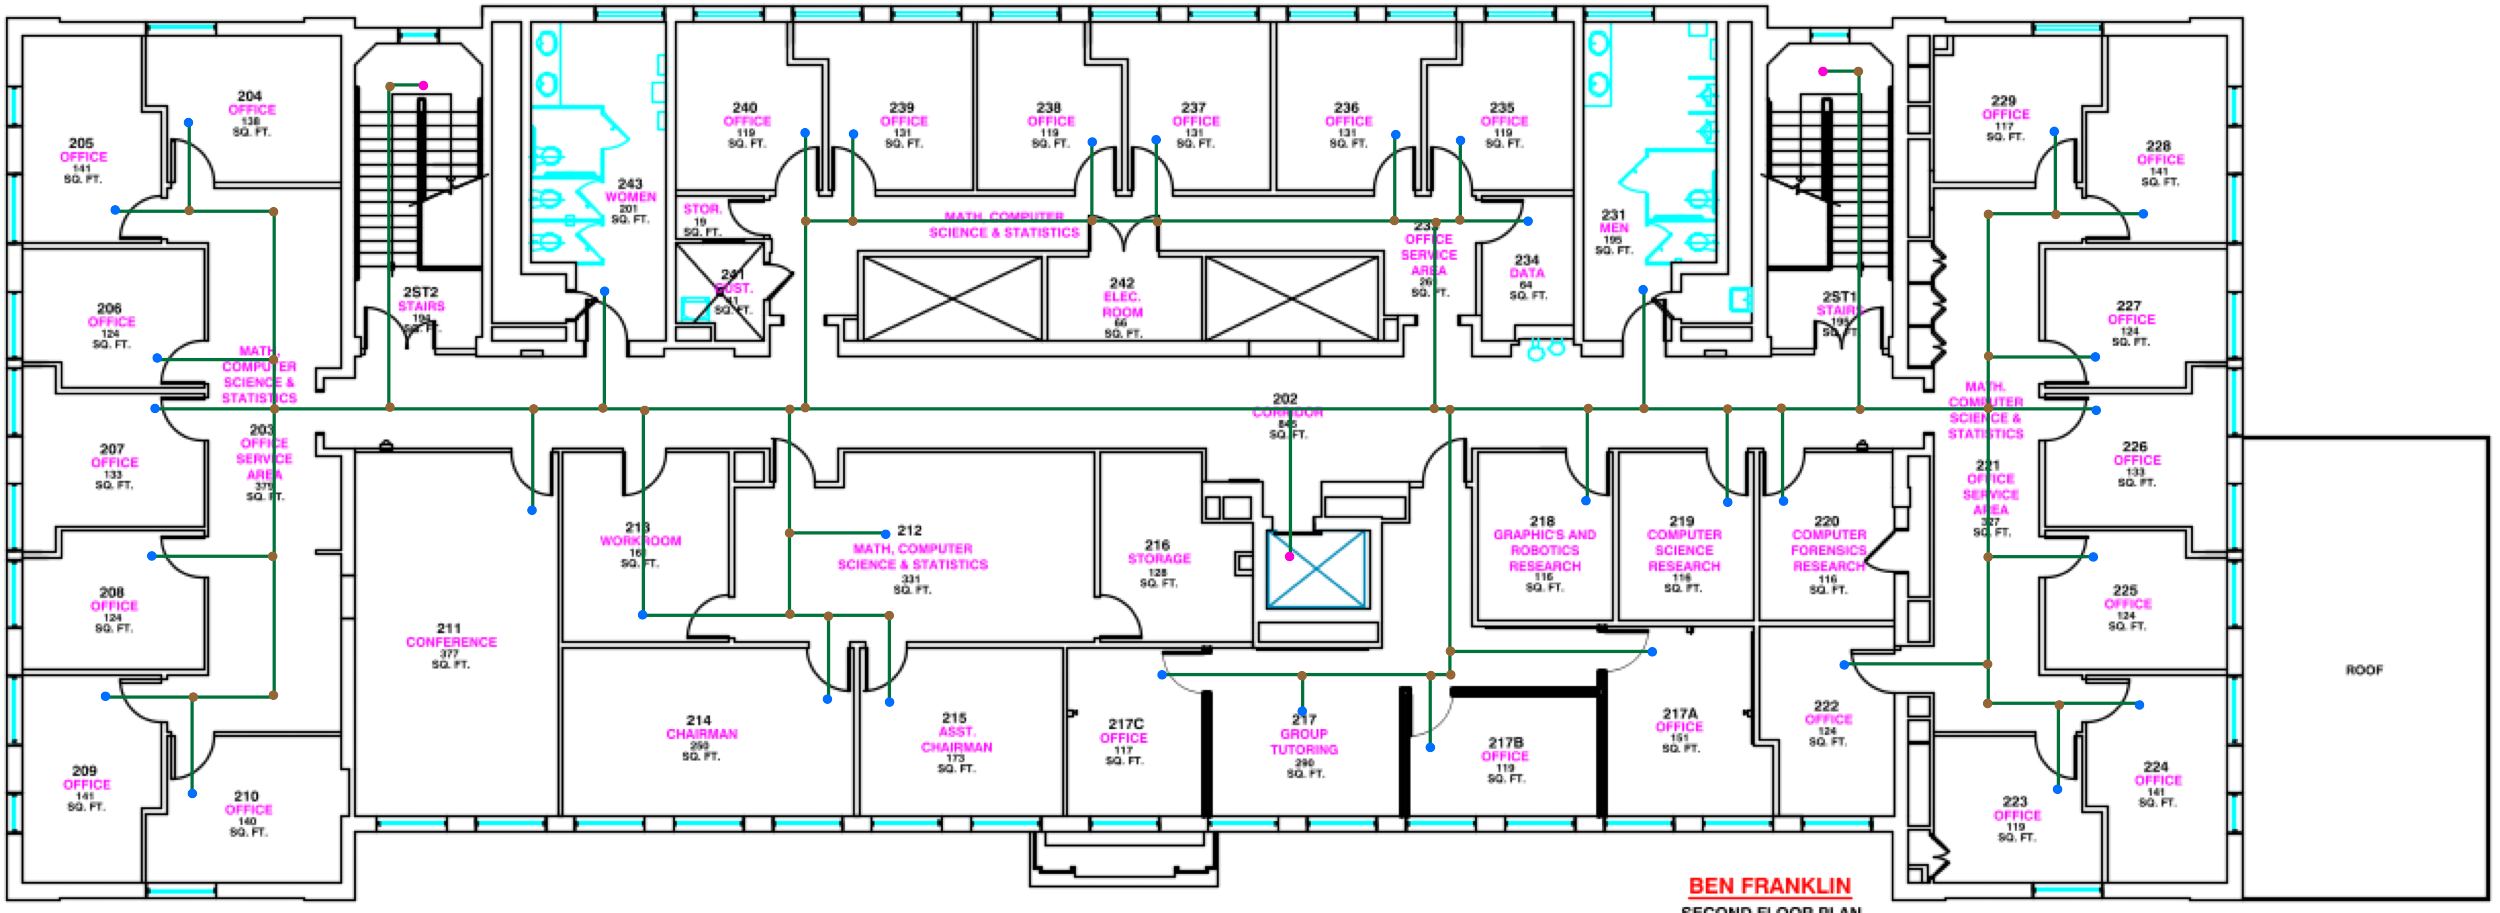 204
OFFICE
138
SQ. FT.
205
OFFICE
141
SQ. FT.
206
OFFICE
124
SQ. FT.
207
OFFICE
133
SQ. FT.
208
OFFICE
124
SQ. FT.
209
OFFICE
141
SQ. FT.
210
OFFICE
140
SQ. FT.
MATH,
COMPUTER
SCIENCE &
STATISTICS
203
OFFICE
SERVICE
AREA
379
SQ. FT.
2ST2
STAIRS
194
SQ. FT.
243
WOMEN
201
SQ. FT.
STOR.
19
SQ. FT.
241
CUST.
41
SQ. FT.
240
OFFICE
119
SQ. FT.
239
OFFICE
131
SQ. FT.
238
OFFICE
119
SQ. FT.
237
OFFICE
131
SQ. FT.
236
OFFICE
131
SQ. FT.
235
OFFICE
119
SQ. FT.
MATH, COMPUTER
SCIENCE & STATISTICS
242
ELEC.
ROOM
66
SQ. FT.
OFFICE
SERVICE
AREA
SQ. FT.
234
DATA
64
SQ. FT.
231
MEN
195
SQ. FT.
2ST1
STAIRS
195
SQ. FT.
229
OFFICE
117
SQ. FT.
228
OFFICE
141
SQ. FT.
227
OFFICE
124
SQ. FT.
226
OFFICE
133
SQ. FT.
225
OFFICE
124
SQ. FT.
224
OFFICE
141
SQ. FT.
223
OFFICE
119
SQ. FT.
222
OFFICE
124
SQ. FT.
MATH,
COMPUTER
SCIENCE &
STATISTICS
221
OFFICE
SERVICE
AREA
327
SQ. FT.
202
CORRIDOR
SQ. FT.
211
CONFERENCE
377
SQ. FT.
213
WORKROOM
SQ. FT.
212
MATH, COMPUTER
SCIENCE & STATISTICS
331
SQ. FT.
216
STORAGE
128
SQ. FT.
214
CHAIRMAN
250
SQ. FT.
215
ASST.
CHAIRMAN
173
SQ. FT.
217C
OFFICE
117
SQ. FT.
217
GROUP
TUTORING
290
SQ. FT.
217B
OFFICE
119
SQ. FT.
217A
OFFICE
151
SQ. FT.
218
GRAPHIC'S AND
ROBOTICS
RESEARCH
116
SQ. FT.
219
COMPUTER
SCIENCE
RESEARCH
116
SQ. FT.
220
COMPUTER
FORENSICS
RESEARCH
116
SQ. FT.
ROOF
BEN FRANKLIN
SECOND FLOOR PLAN